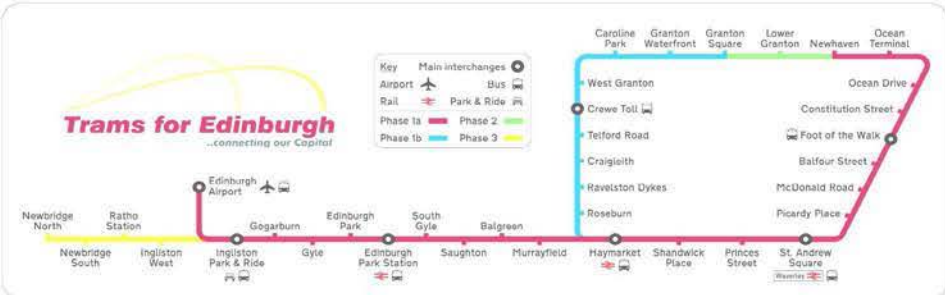 Trams for Edinburgh
..connecting our Capital
Key
Main interchanges
Airport
Bus
Rail
Park & Ride
Phase 1a
Phase 2
Phase 1b
Phase 3
Caroline
Park
Granton
Waterfront
Granton
Square
Lower
Granton
Newhaven
Ocean
Terminal
West Granton
Crewe Toll
Telford Road
Craigleith
Ravelston Dykes
Roseburn
Ocean Drive
Constitution Street
Foot of the Walk
Balfour Street
McDonald Road
Picardy Place
Edinburgh
Airport
Newbridge
North
Ratho
Station
Gogarburn
Edinburgh
Park
South
Gyle
Balgreen
Newbridge
South
Ingliston
West
Ingliston
Park & Ride
Gyle
Edinburgh
Park Station
Saughton
Murrayfield
Haymarket
Shandwick
Place
Princes
Street
St. Andrew
Square
Waverley